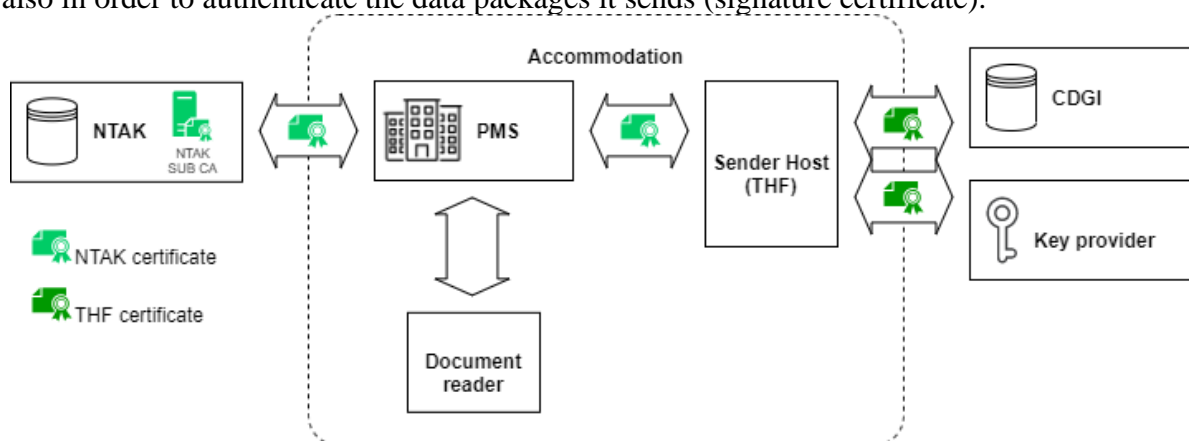 also in order to authenticate the data packages it sends (signature certificate).
Accommodation
NTAK
NTAK
SUB CA
PMS
Sender Host
(THF)
CDGI
Key provider
NTAK certificate
THF certificate
Document
reader